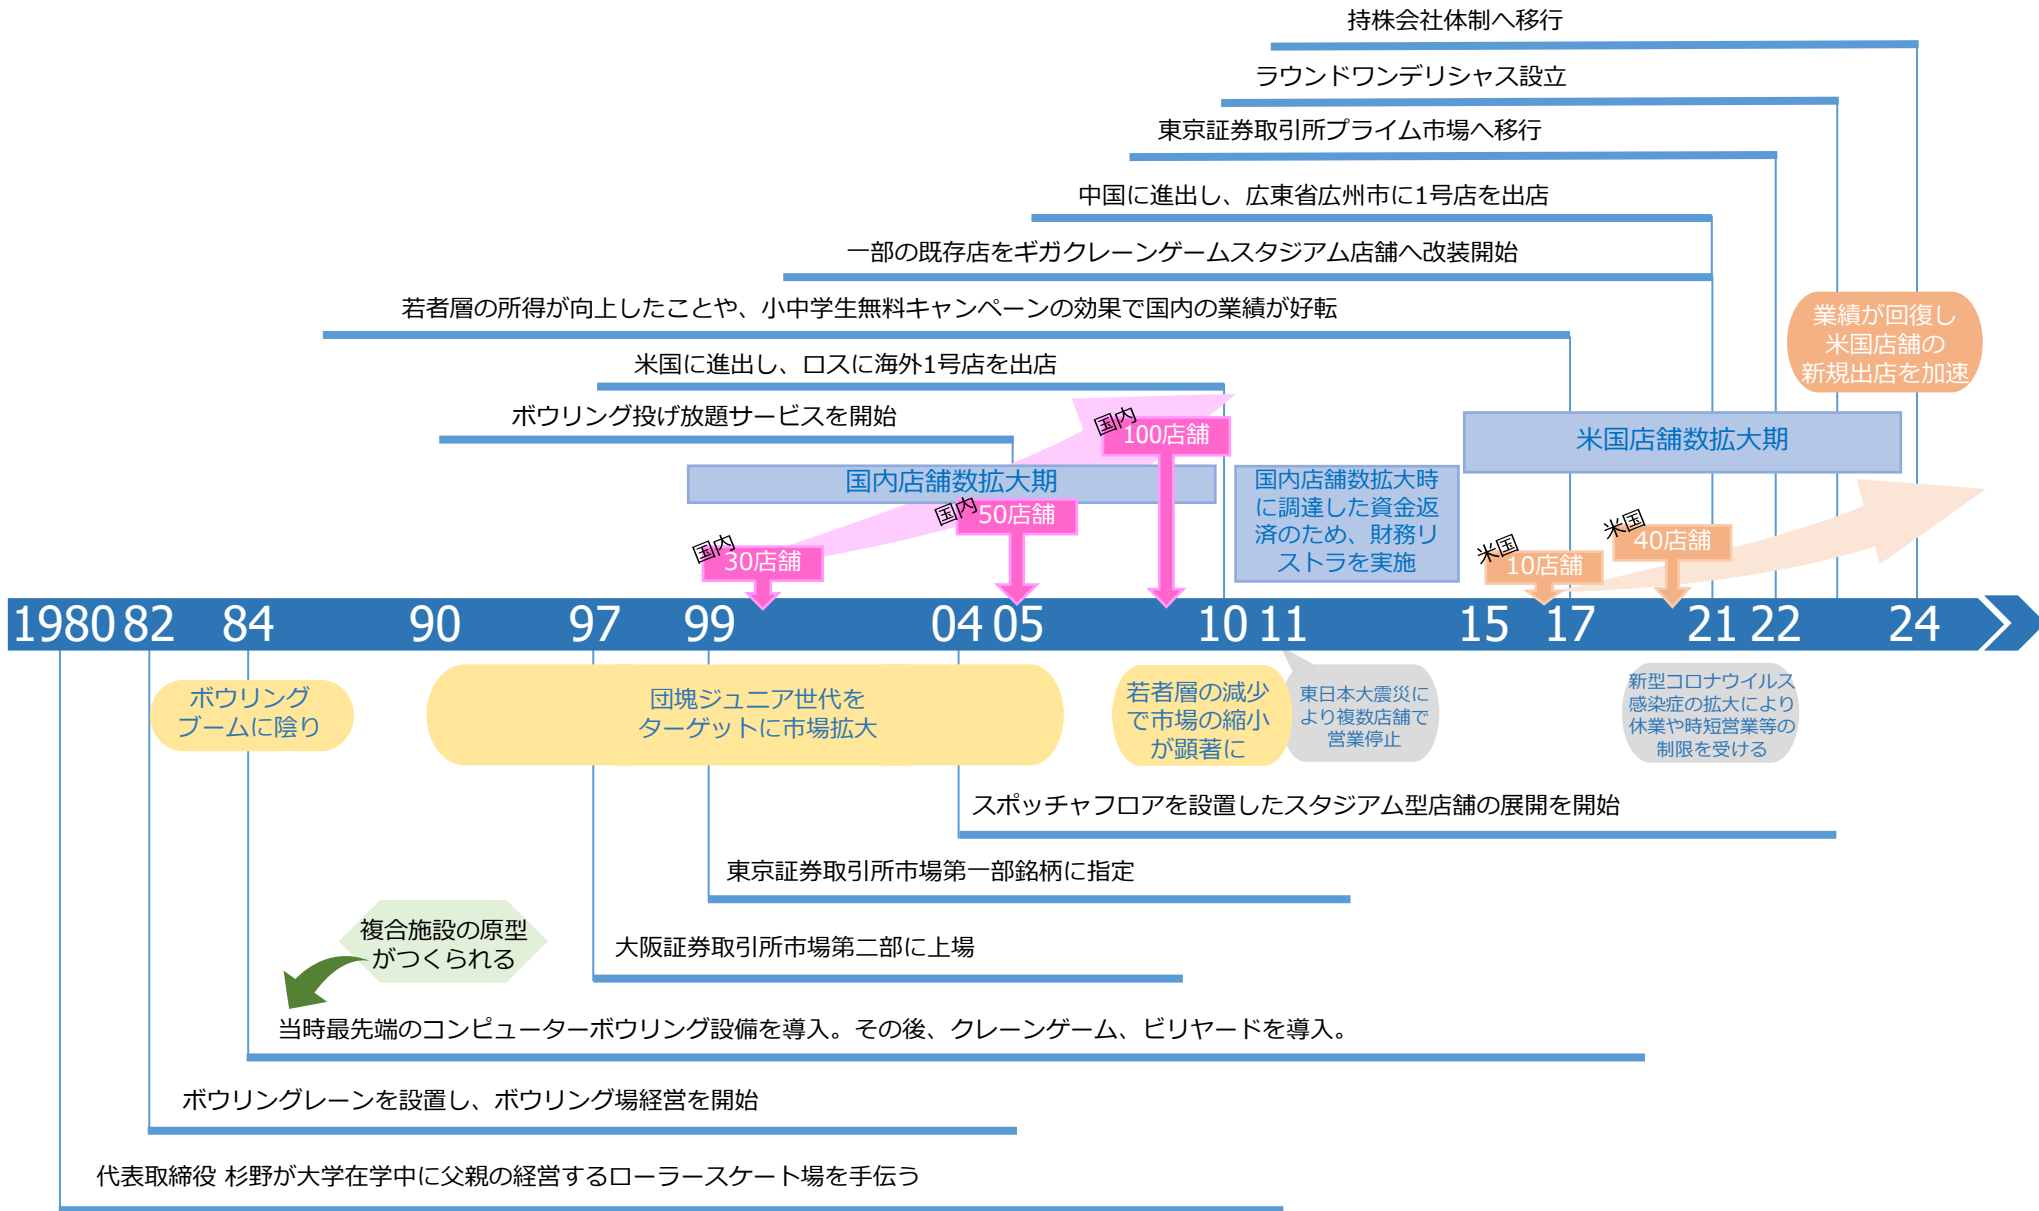 持株会社体制へ移行
ラウンドワンデリシャス設立
東京証券取引所プライム市場へ移行
中国に進出し、広東省広州市に1号店を出店
一部の既存店をギガクレーンゲームスタジアム店舗へ改装開始
若者層の所得が向上したことや、小中学生無料キャンペーンの効果で国内の業績が好転
業績が回復し
米国店舗の
新規出店を加速
米国に進出し、ロスに海外1号店を出店
ボウリング投げ放題サービスを開始
国内
100店舗
米国店舗数拡大期
国内店舗数拡大期
国内店舗数拡大時
に調達した資金返
済のため、財務リ
ストラを実施
国内
50店舗
国内
30店舗
米国
10店舗
米国
40店舗
1980 82 84 90 97 99 04 05 10 11 15 17 21 22 24
ボウリング
ブームに陰り
団塊ジュニア世代を
ターゲットに市場拡大
若者層の減少
で市場の縮小
が顕著に
東日本大震災に
より複数店舗で
営業停止
新型コロナウイルス
感染症の拡大により
休業や時短営業等の
制限を受ける
スポッチャフロアを設置したスタジアム型店舗の展開を開始
東京証券取引所市場第一部銘柄に指定
複合施設の原型
がつくられる
大阪証券取引所市場第二部に上場
当時最先端のコンピューターボウリング設備を導入。その後、クレーンゲーム、ビリヤードを導入。
ボウリングレーンを設置し、ボウリング場経営を開始
代表取締役 杉野が大学在学中に父親の経営するローラースケート場を手伝う